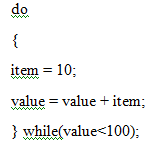 do
{
item = 10;
value = value + item;
} while(value<100);